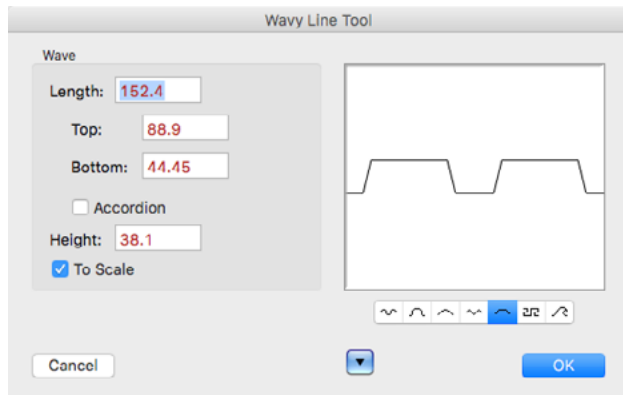 Wavy Line Tool
Wave
Length: 152.4
Top: 88.9
Bottom: 44.45
Accordion
Height: 38.1
To Scale
Cancel
OK